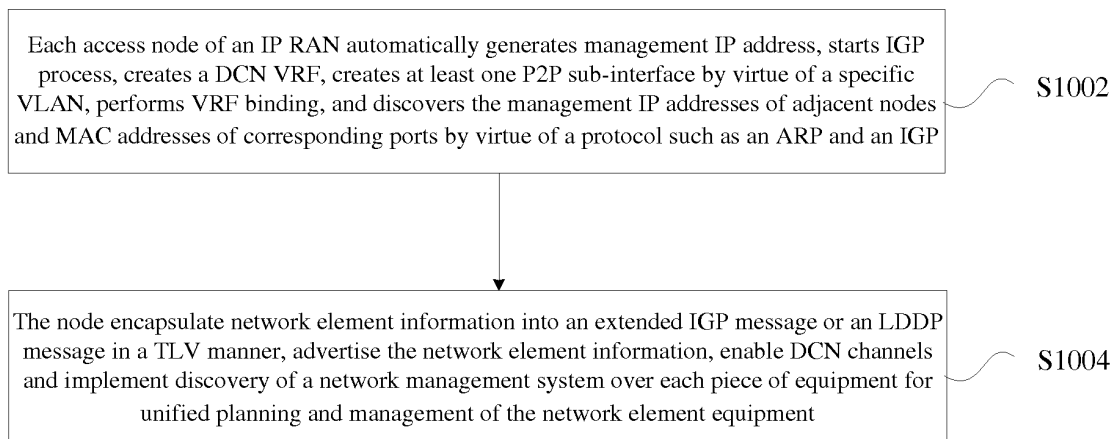 Each access node of an IP RAN automatically generates management IP address, starts IGP
process, creates a DCN VRF, creates at least one P2P sub-interface by virtue of a specific
VLAN, performs VRF binding, and discovers the management IP addresses of adjacent nodes
and MAC addresses of corresponding ports by virtue of a protocol such as an ARP and an IGP
S1002
The node encapsulate network element information into an extended IGP message or an LDDP
message in a TLV manner, advertise the network element information, enable DCN channels
and implement discovery of a network management system over each piece of equipment for
unified planning and management of the network element equipment
S1004